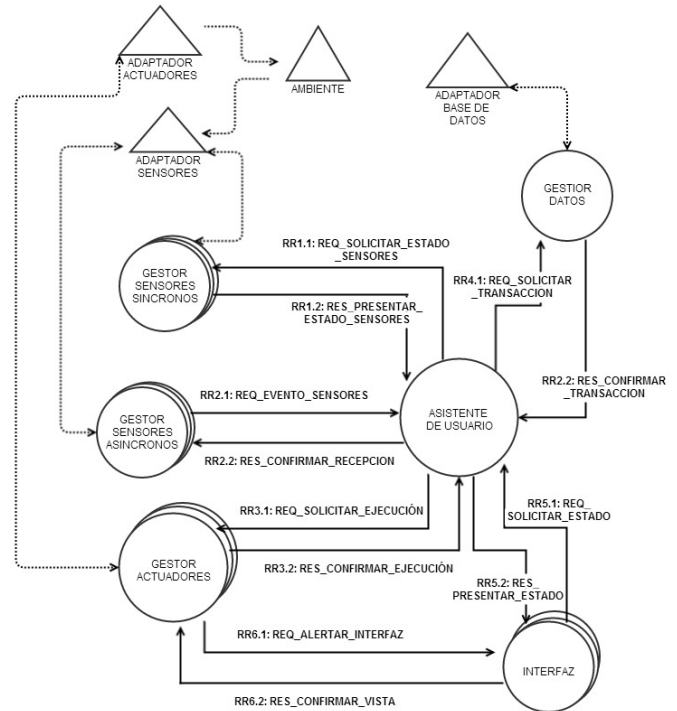 ADAPTADOR
ACTUADORES
AMBIENTE
ADAPTADOR
BASE DE
DATOS
ADAPTADOR
SENSORES
GESTIOR
DATOS
RR1.1: REQ_SOLICITAR_ESTADO
_SENSORES
GESTOR
SENSORES
SINCRONOS
RR4.1: REQ_SOLICITAR
_TRANSACCION
RR1.2: RES_PRESENTAR_
ESTADO_SENSORES
RR2.2: RES_CONFIRMAR
_TRANSACCION
RR2.1: REQ_EVENTO_SENSORES
ASISTENTE
DE USUARIO
GESTOR
SENSORES
ASINCRONOS
RR2.2: RES_CONFIRMAR_RECEPCION
RR5.1: REQ_
SOLICITAR_ESTADO
RR3.1: REQ_SOLICITAR_EJECUCIÓN
GESTOR
ACTUADORES
RR3.2: RES_CONFIRMAR_EJECUCIÓN
RR5.2: RES_
PRESENTAR_ESTADO
RR6.1: REQ_ALERTAR_INTERFAZ
INTERFAZ
RR6.2: RES_CONFIRMAR_VISTA